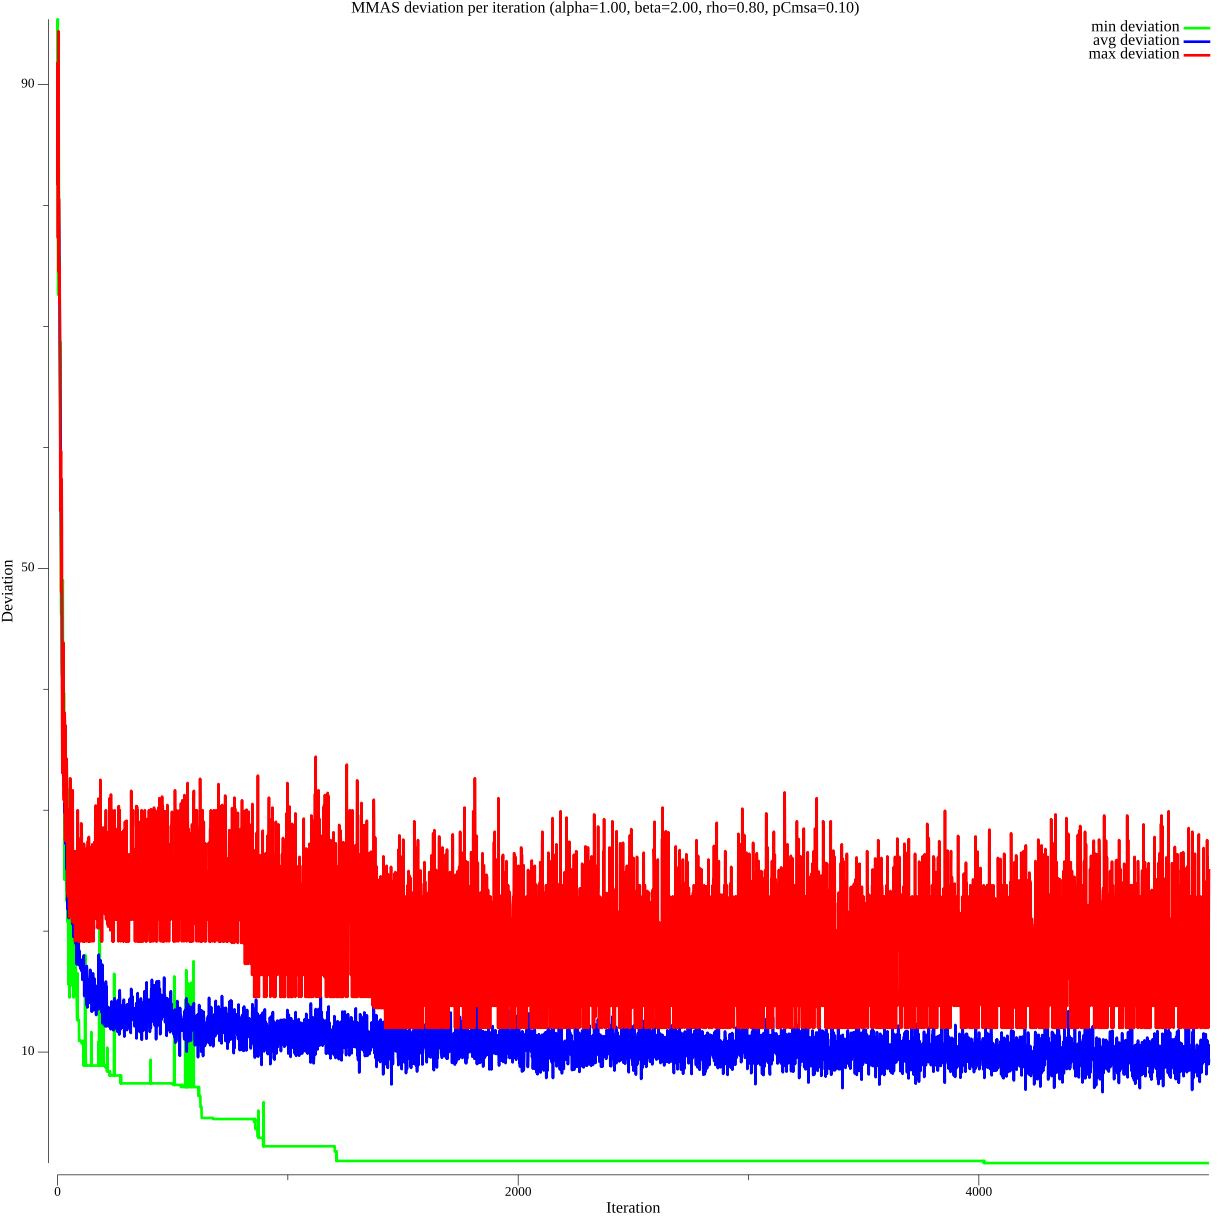 MMAS deviation per iteration (alpha=1.00, beta=2.00, rho=0.80, pCmsa=0.10)
min deviation
avg deviation
max deviation
90
50
10
Deviation
0
2000
4000
Iteration